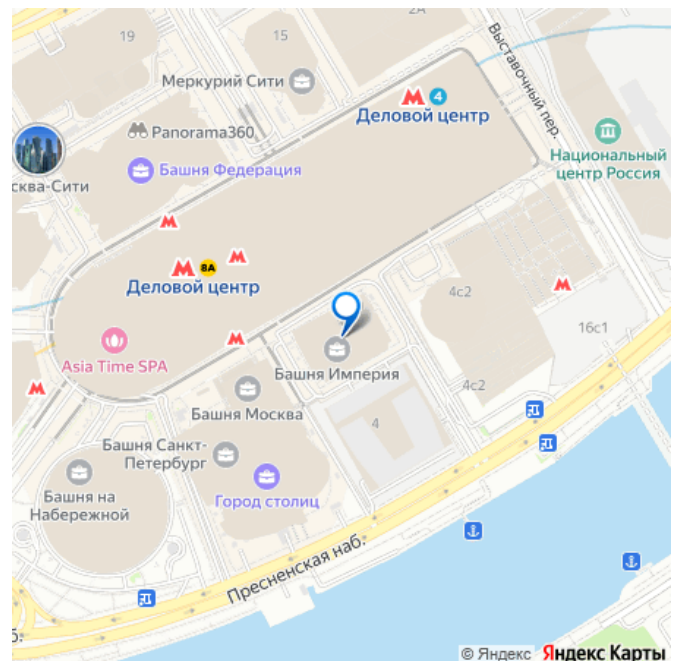 2А
19
15
Выставочный пер.
Меркурий Сити
4
Деловой центр
Panorama360
Национальный
центр Россия
Башня Федерация
сква-Сити
8А
Деловой центр
4с2
16с1
Asia Time SPA
Башня Империя
4с2
Башня Москва
4
Башня Санкт-
Петербург
Башня на
Набережной
Город столиц
Пресненская наб.
б:
© Яндекс Яндекс Карты